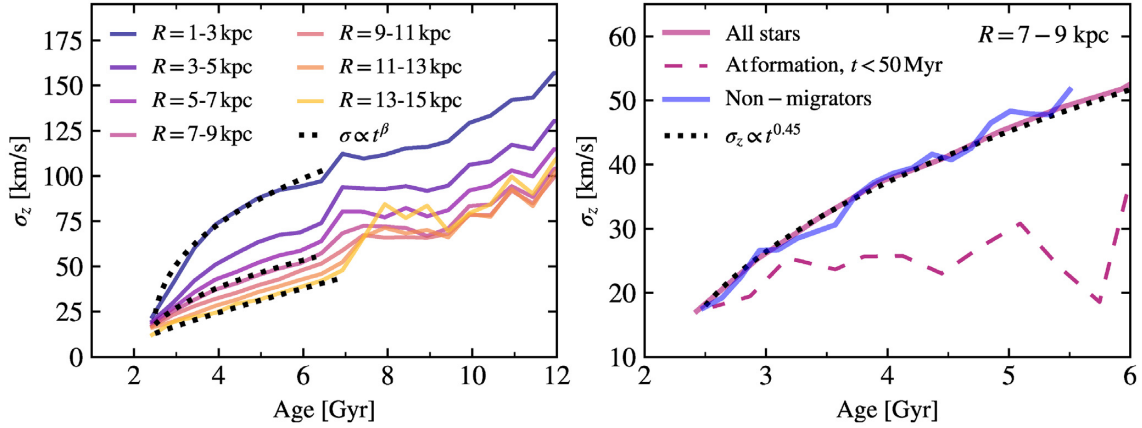 175
150
125
100
75
50
25
0
σz [km/s]
R = 1-3 kpc
R = 3-5 kpc
R = 5-7 kpc
R = 7-9 kpc
R = 9-11 kpc
R = 11-13 kpc
R = 13-15 kpc
σ ∝ t^β
2 4 6 8 10 12
Age [Gyr]
60
50
40
30
20
10
σz [km/s]
All stars
At formation, t < 50 Myr
Non − migrators
σz ∝ t^0.45
R = 7 − 9 kpc
2 3 4 5 6
Age [Gyr]